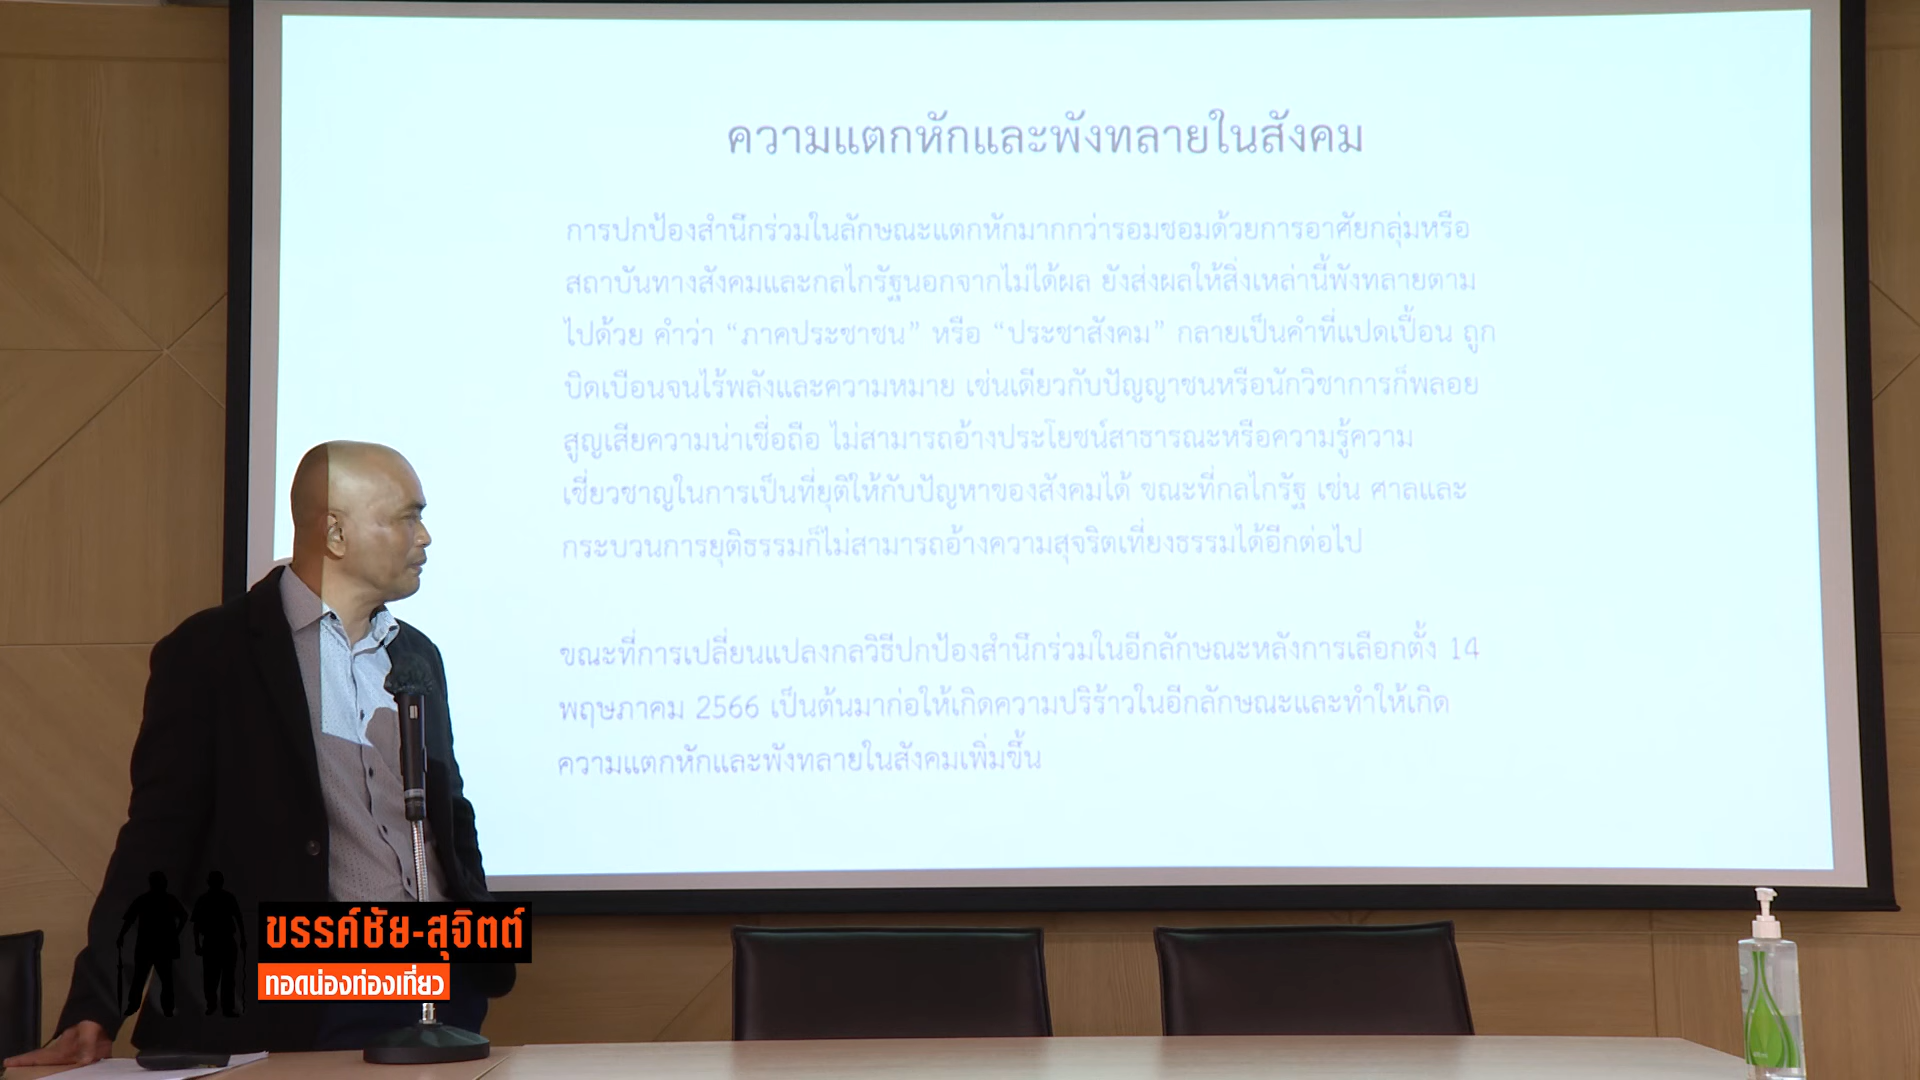 ความแตกหักและพังทลายในสังคม
การปกป้องสำนึกร่วมในลักษณะแตกหักมากกว่ารอมชอมด้วยการอาศัยกลุ่มหรือ
สถาบันทางสังคมและกลไกรัฐนอกจากไม่ได้ผล ยังส่งผลให้สิ่งเหล่านี้พังทลายตาม
ไปด้วย คำว่า “ภาคประชาชน” หรือ “ประชาสังคม” กลายเป็นคำที่แปดเปื้อน ถูก
บิดเบือนจนไร้พลังและความหมาย เช่นเดียวกับปัญญาชนหรือนักวิชาการก็พลอย
สูญเสียความน่าเชื่อถือ ไม่สามารถอ้างประโยชน์สาธารณะหรือความรู้ความ
เชี่ยวชาญในการเป็นที่ยุติให้กับปัญหาของสังคมได้ ขณะที่กลไกรัฐ เช่น ศาลและ
กระบวนการยุติธรรมก็ไม่สามารถอ้างความสุจริตเที่ยงธรรมได้อีกต่อไป
ขณะที่การเปลี่ยนแปลงกลวิธีปกป้องสำนึกร่วมในอีกลักษณะหลังการเลือกตั้ง 14
พฤษภาคม 2566 เป็นต้นมาก่อให้เกิดความปริร้าวในอีกลักษณะและทำให้เกิด
ความแตกหักและพังทลายในสังคมเพิ่มขึ้น
ขรรค์ชัย-สุจิตต์
ทอดน่องท่องเที่ยว